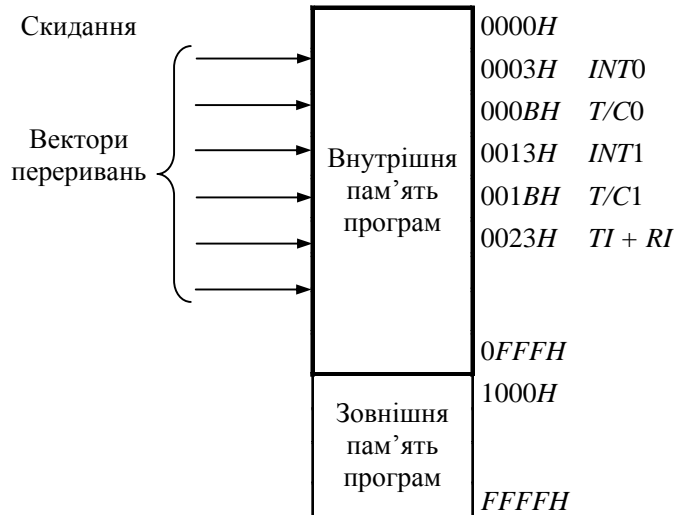 Скидання
0000H
0003H INT0
000BH T/C0
Вектори
переривань
0013H INT1
Внутрішня
пам’ять
програм
001BH T/C1
0023H TI + RI
0FFFH
1000H
Зовнішня
пам’ять
програм
FFFFH